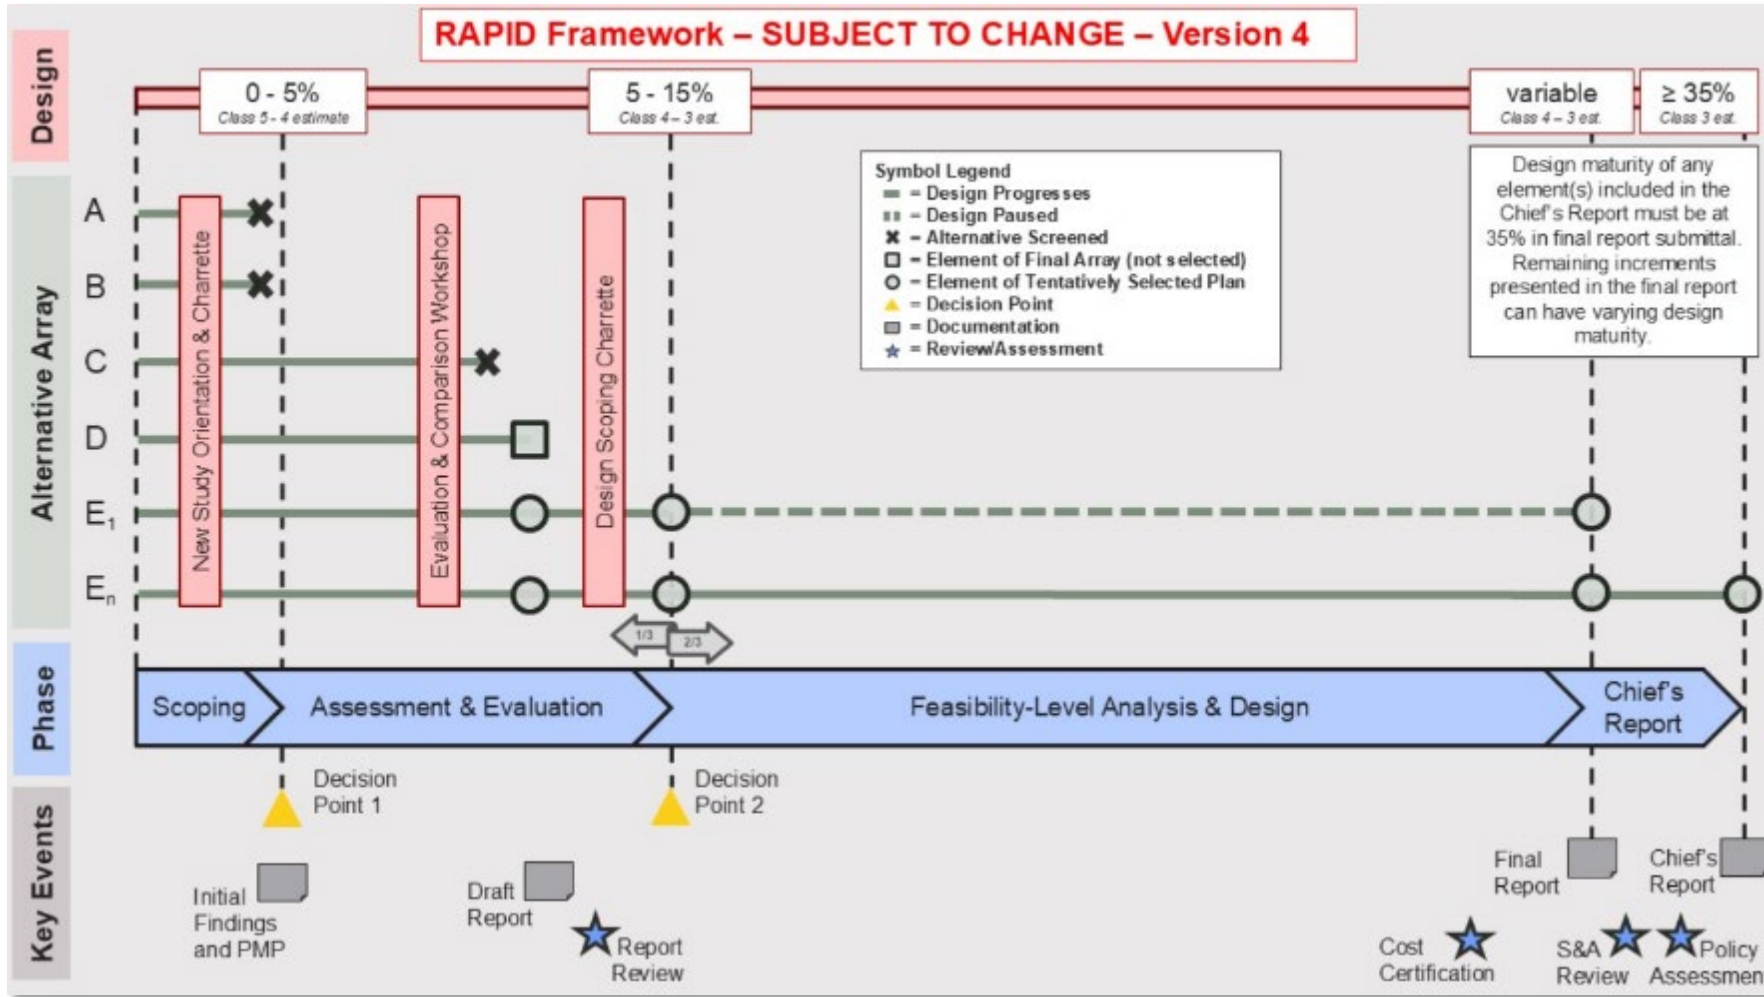 RAPID Framework – SUBJECT TO CHANGE – Version 4
Design
0 - 5%
Class 5 - 4 estimate
5 - 15%
Class 4 – 3 est.
variable
Class 4 – 3 est.
≥ 35%
Class 3 est.
Design maturity of any
element(s) included in the
Chief's Report must be at
35% in final report submittal.
Remaining increments
presented in the final report
can have varying design
maturity.
Symbol Legend
= Design Progresses
= Design Paused
= Alternative Screened
= Element of Final Array (not selected)
= Element of Tentatively Selected Plan
= Decision Point
= Documentation
= Review/Assessment
Alternative Array
A
B
C
D
E1
En
New Study Orientation & Charrette
Evaluation & Comparison Workshop
Design Scoping Charrette
1/3
2/3
Phase
Scoping
Assessment & Evaluation
Feasibility-Level Analysis & Design
Chief's
Report
Key Events
Decision
Point 1
Decision
Point 2
Initial
Findings
and PMP
Draft
Report
Report
Review
Final
Report
Chief's
Report
Cost
Certification
S&A
Review
Policy
Assessmen